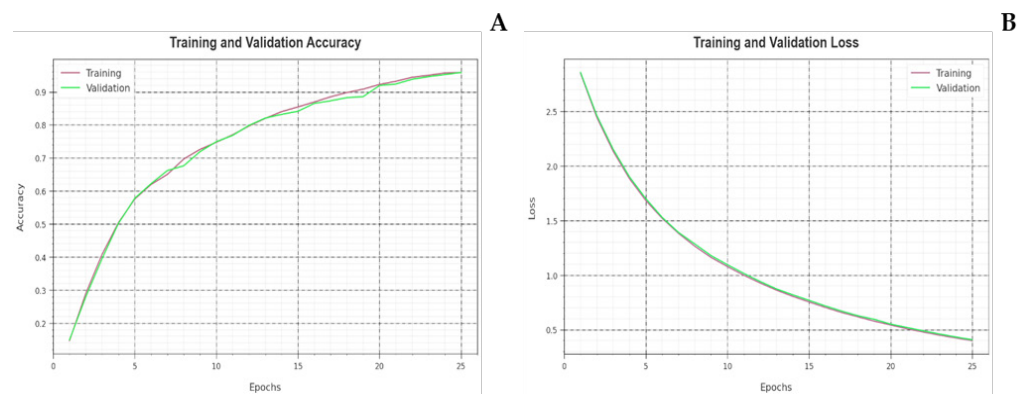 A
Training and Validation Accuracy
Training
Validation
0.9
0.8
0.7
0.6
0.5
0.4
0.3
0.2
Accuracy
0 5 10 15 20 25
Epochs
B
Training and Validation Loss
Training
Validation
2.5
2.0
1.5
1.0
0.5
Loss
0 5 10 15 20 25
Epochs